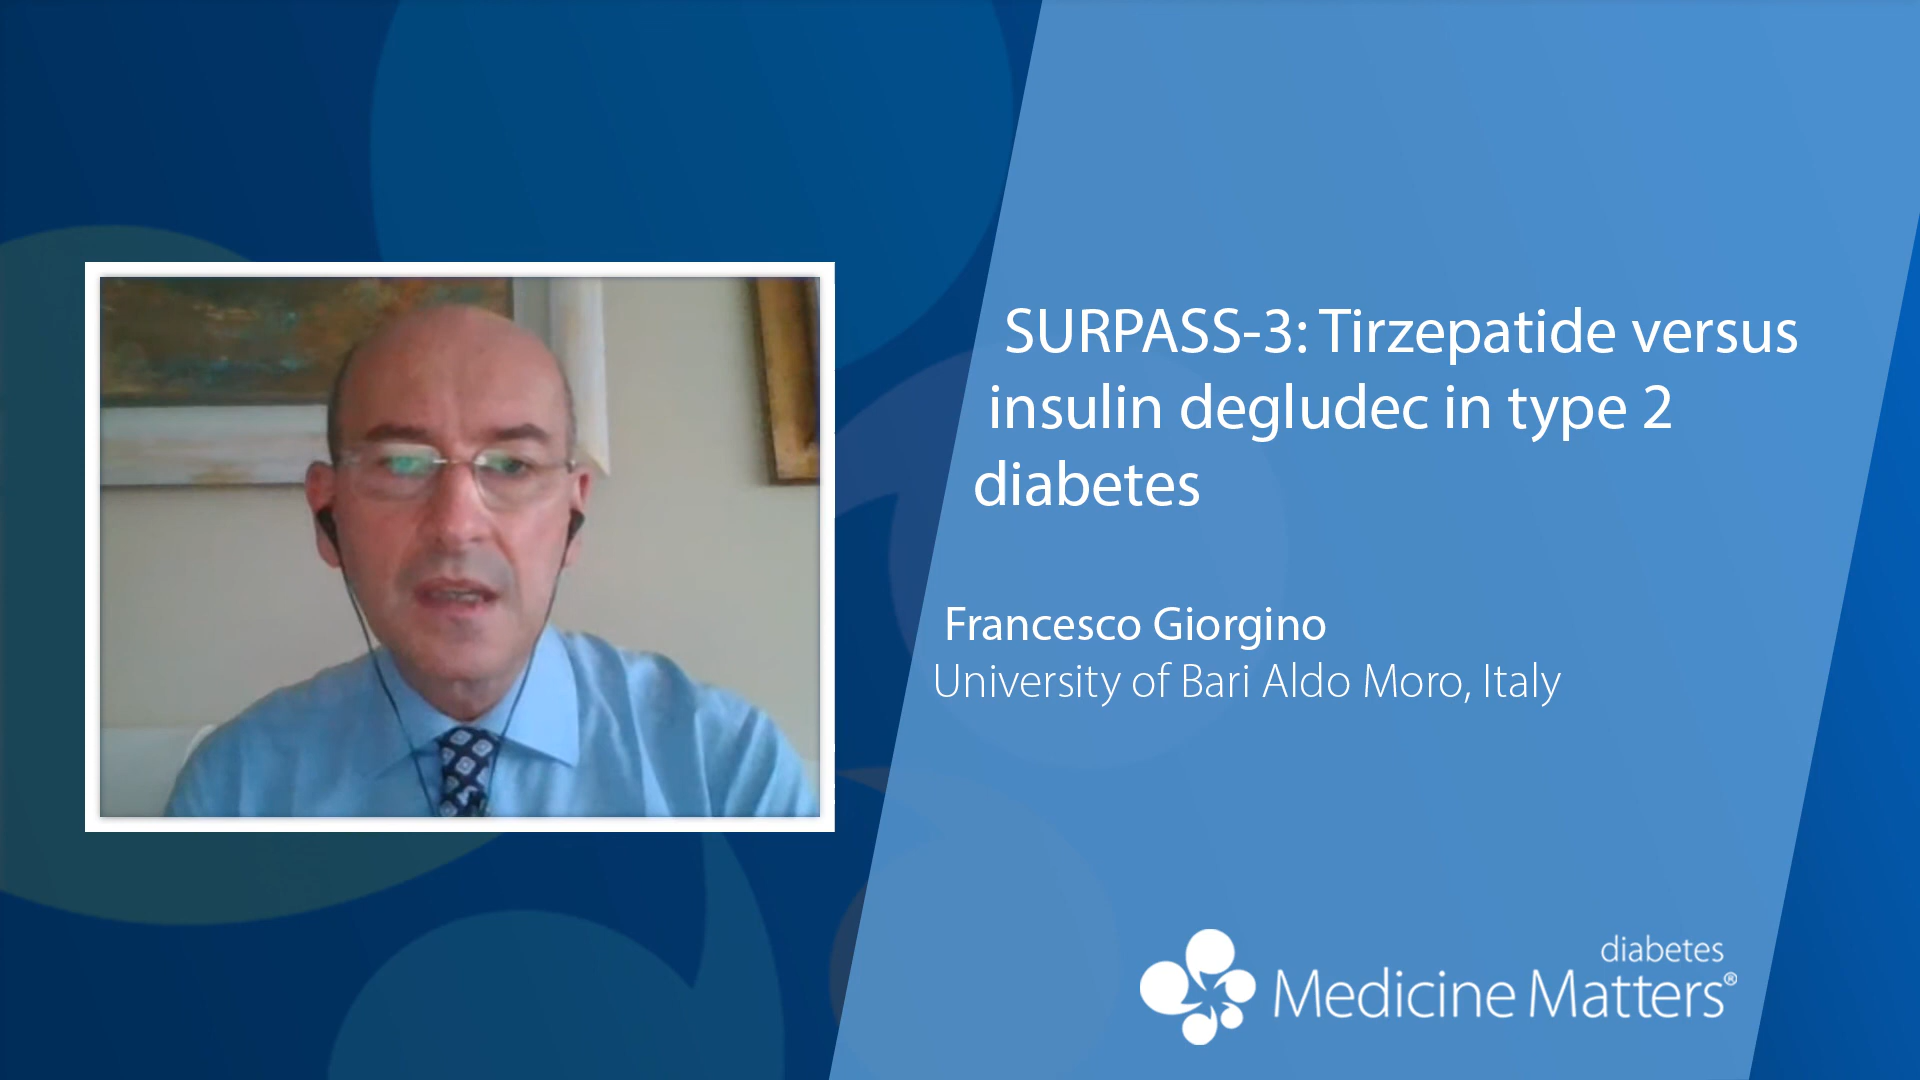 SURPASS-3: Tirzepatide versus
insulin degludec in type 2
diabetes
Francesco Giorgino
University of Bari Aldo Moro, Italy
diabetes
Medicine Matters®